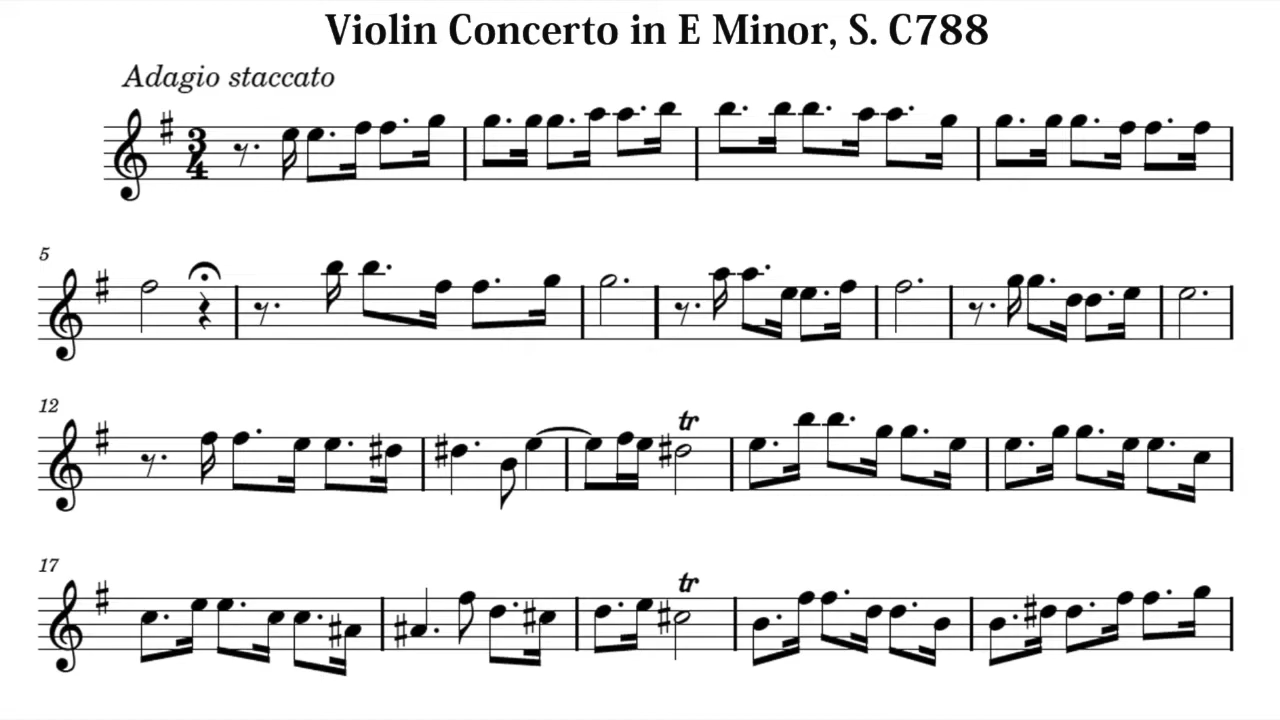 Violin Concerto in E Minor, S. C788
Adagio staccato
3
4
5
12
tr
17
tr